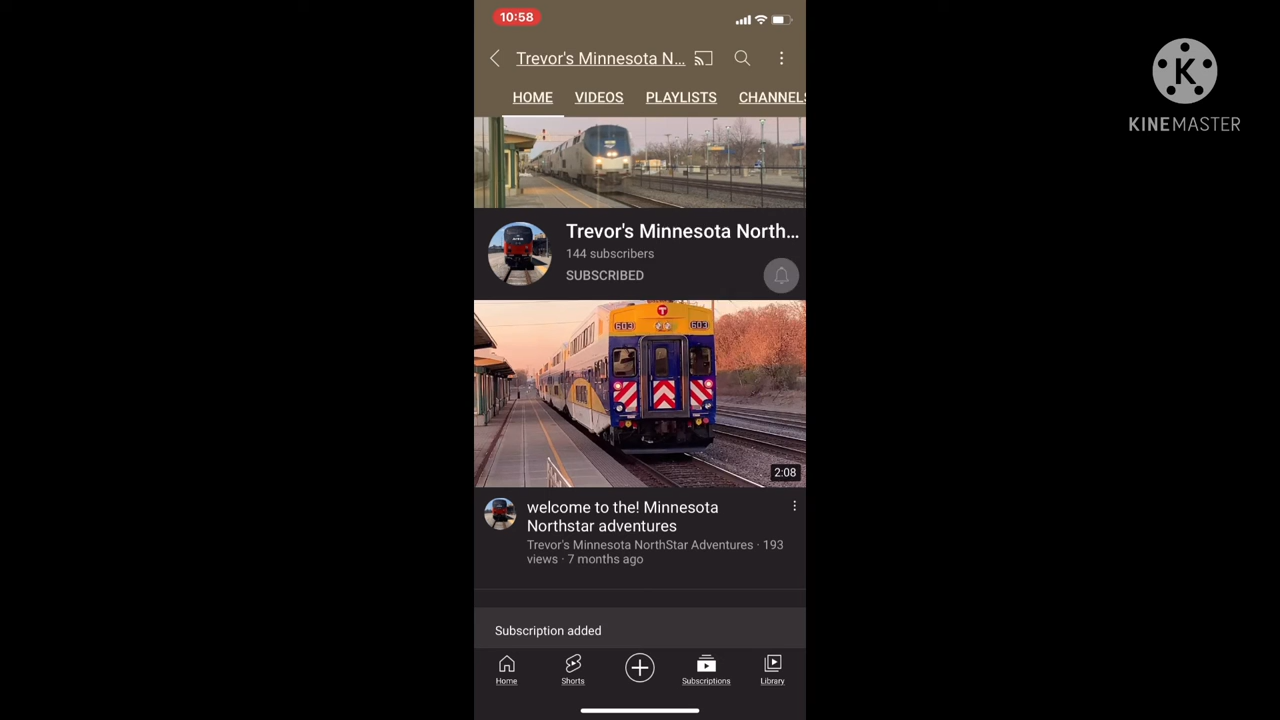 10:58
Trevor's Minnesota N...
HOME VIDEOS PLAYLISTS CHANNELS
K
KINEMASTER
Trevor's Minnesota North...
144 subscribers
SUBSCRIBED
T
603 603
2:08
welcome to the! Minnesota
Northstar adventures
Trevor's Minnesota NorthStar Adventures · 193
views · 7 months ago
Subscription added
Home Shorts Subscriptions Library